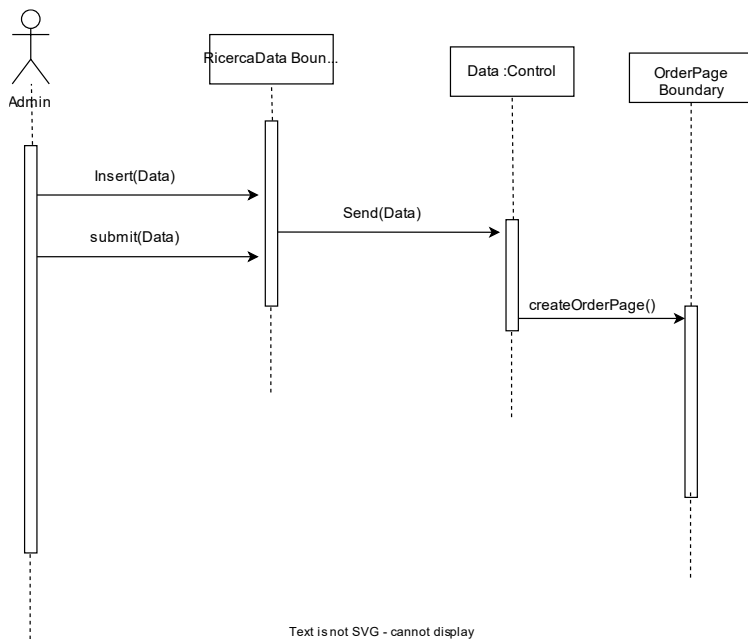 RicercaData Boun...
Data :Control
OrderPage
Boundary
Admin
Insert(Data)
Send(Data)
submit(Data)
createOrderPage()
Text is not SVG - cannot display